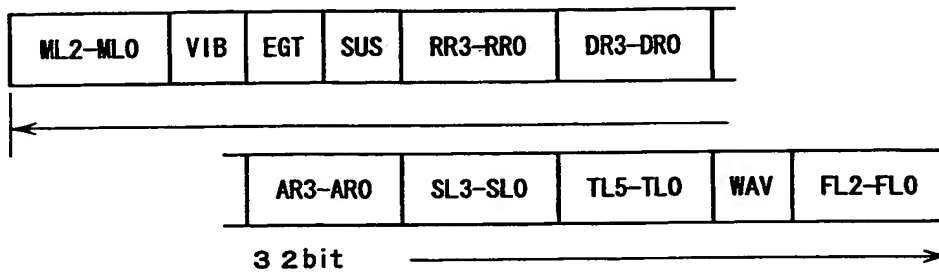 ML2-ML0 VIB EGT SUS RR3-RR0 DR3-DR0
AR3-AR0 SL3-SL0 TL5-TL0 WAV FL2-FL0
32bit